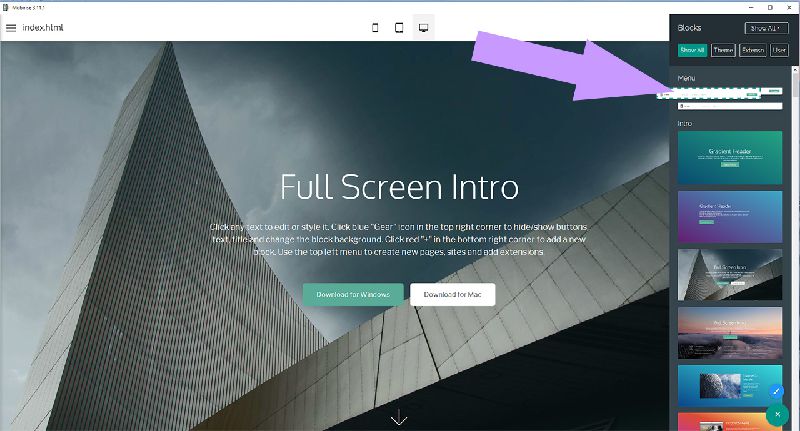 Mobirise 3.11.1
index.html
Blocks
Show All
Show All
Theme
Extension
User
Menu
Intro
Gradient Header
Gradient Header
Full Screen Intro
Full Screen Intro
Full Screen Intro
Click any text to edit or style it. Click blue "Gear" icon in the top right corner to hide/show buttons,
text, title and change the block background. Click red "+" in the bottom right corner to add a new
block. Use the top left menu to create new pages, sites and add extensions.
Download for Windows
Download for Mac